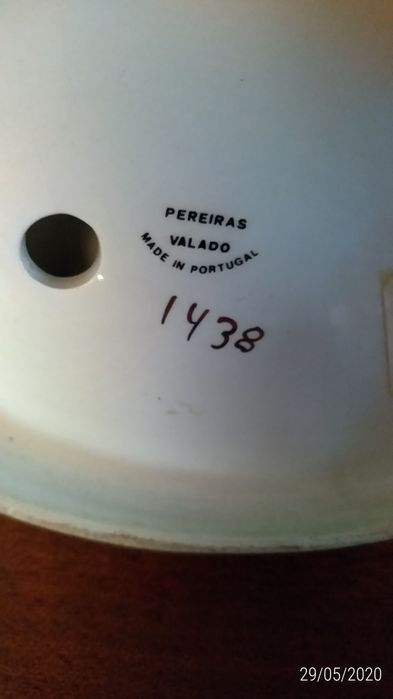 PEREIRAS
VALADO
MADE IN PORTUGAL
1438
29/05/2020